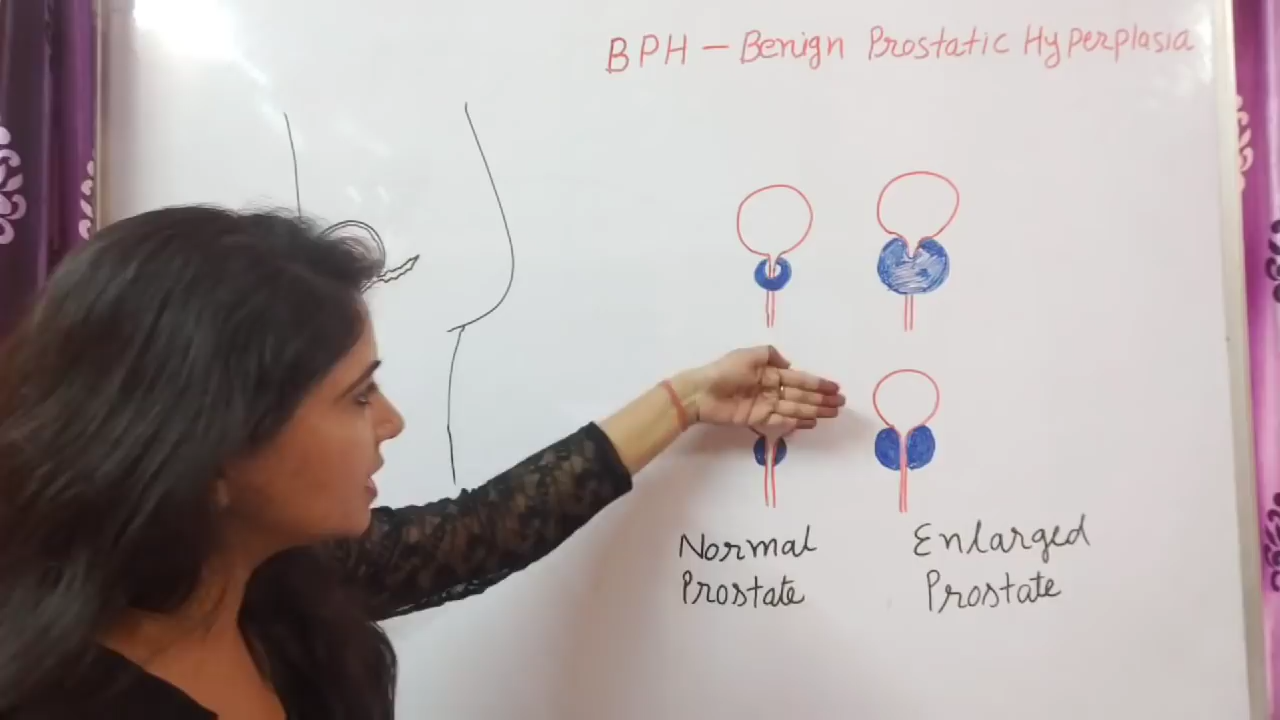 BPH - Benign Prostatic Hyperplasia
Normal
Prostate
Enlarged
Prostate